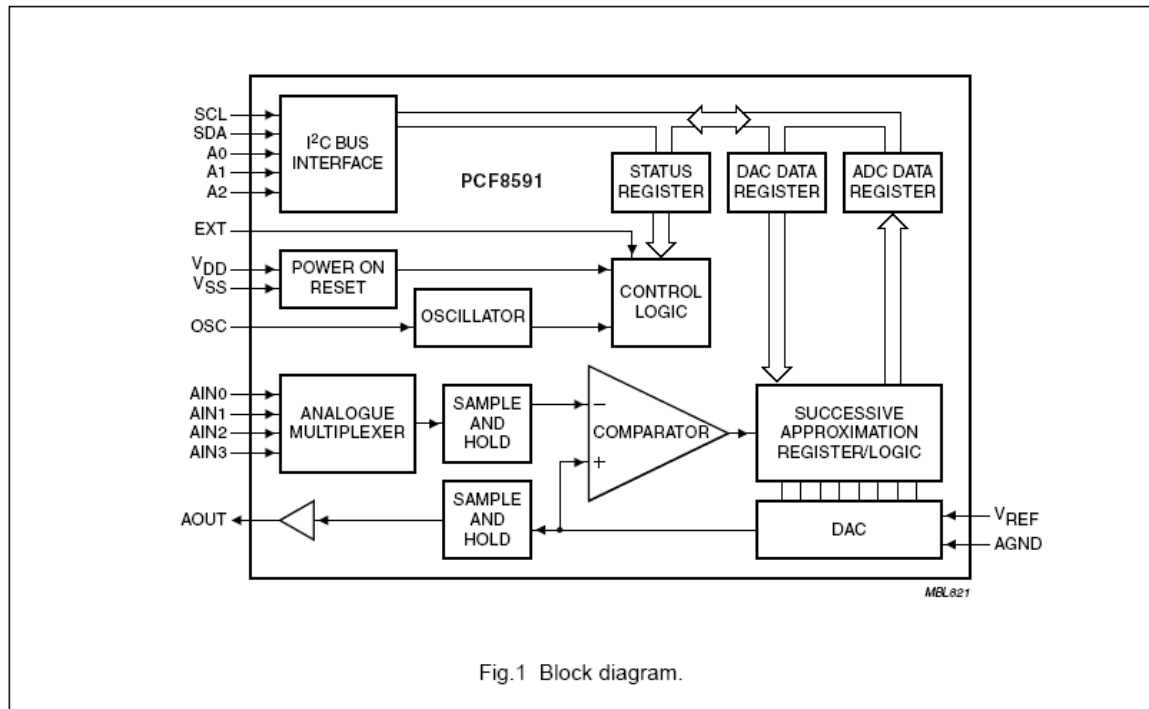 SCL
SDA
A0
A1
A2
I²C BUS
INTERFACE
PCF8591
STATUS
REGISTER
DAC DATA
REGISTER
ADC DATA
REGISTER
EXT
VDD
VSS
POWER ON
RESET
CONTROL
LOGIC
OSC
OSCILLATOR
AIN0
AIN1
AIN2
AIN3
ANALOGUE
MULTIPLEXER
SAMPLE
AND
HOLD
−
COMPARATOR
+
SUCCESSIVE
APPROXIMATION
REGISTER/LOGIC
AOUT
SAMPLE
AND
HOLD
DAC
VREF
AGND
MBL821
Fig.1 Block diagram.